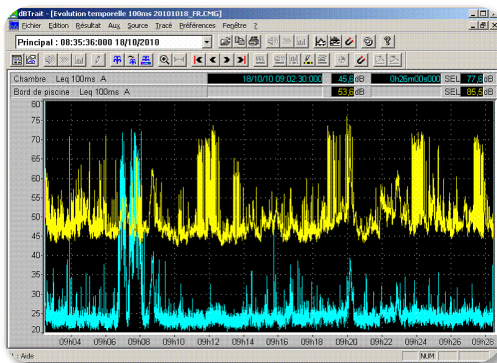 dBTrait - [Evolution temporelle 100ms 20101018_FR.CMG]
Fichier Edition Résultat Aux Source Tracé Préférences Fenêtre ?
Principal : 08:35:36:000 18/10/2010
Chambre Leq 100ms A 18/10/10 09:02:30:000 45,6 dB 0h26m00s000 SEL 77,6 dB
Bord de piscine Leq 100ms A 53,6 dB SEL 85,5 dB
80
75
70
65
60
55
50
45
40
35
30
25
20
09h04 09h06 09h08 09h10 09h12 09h14 09h16 09h18 09h20 09h22 09h24 09h26 09h28
: Aide NUM